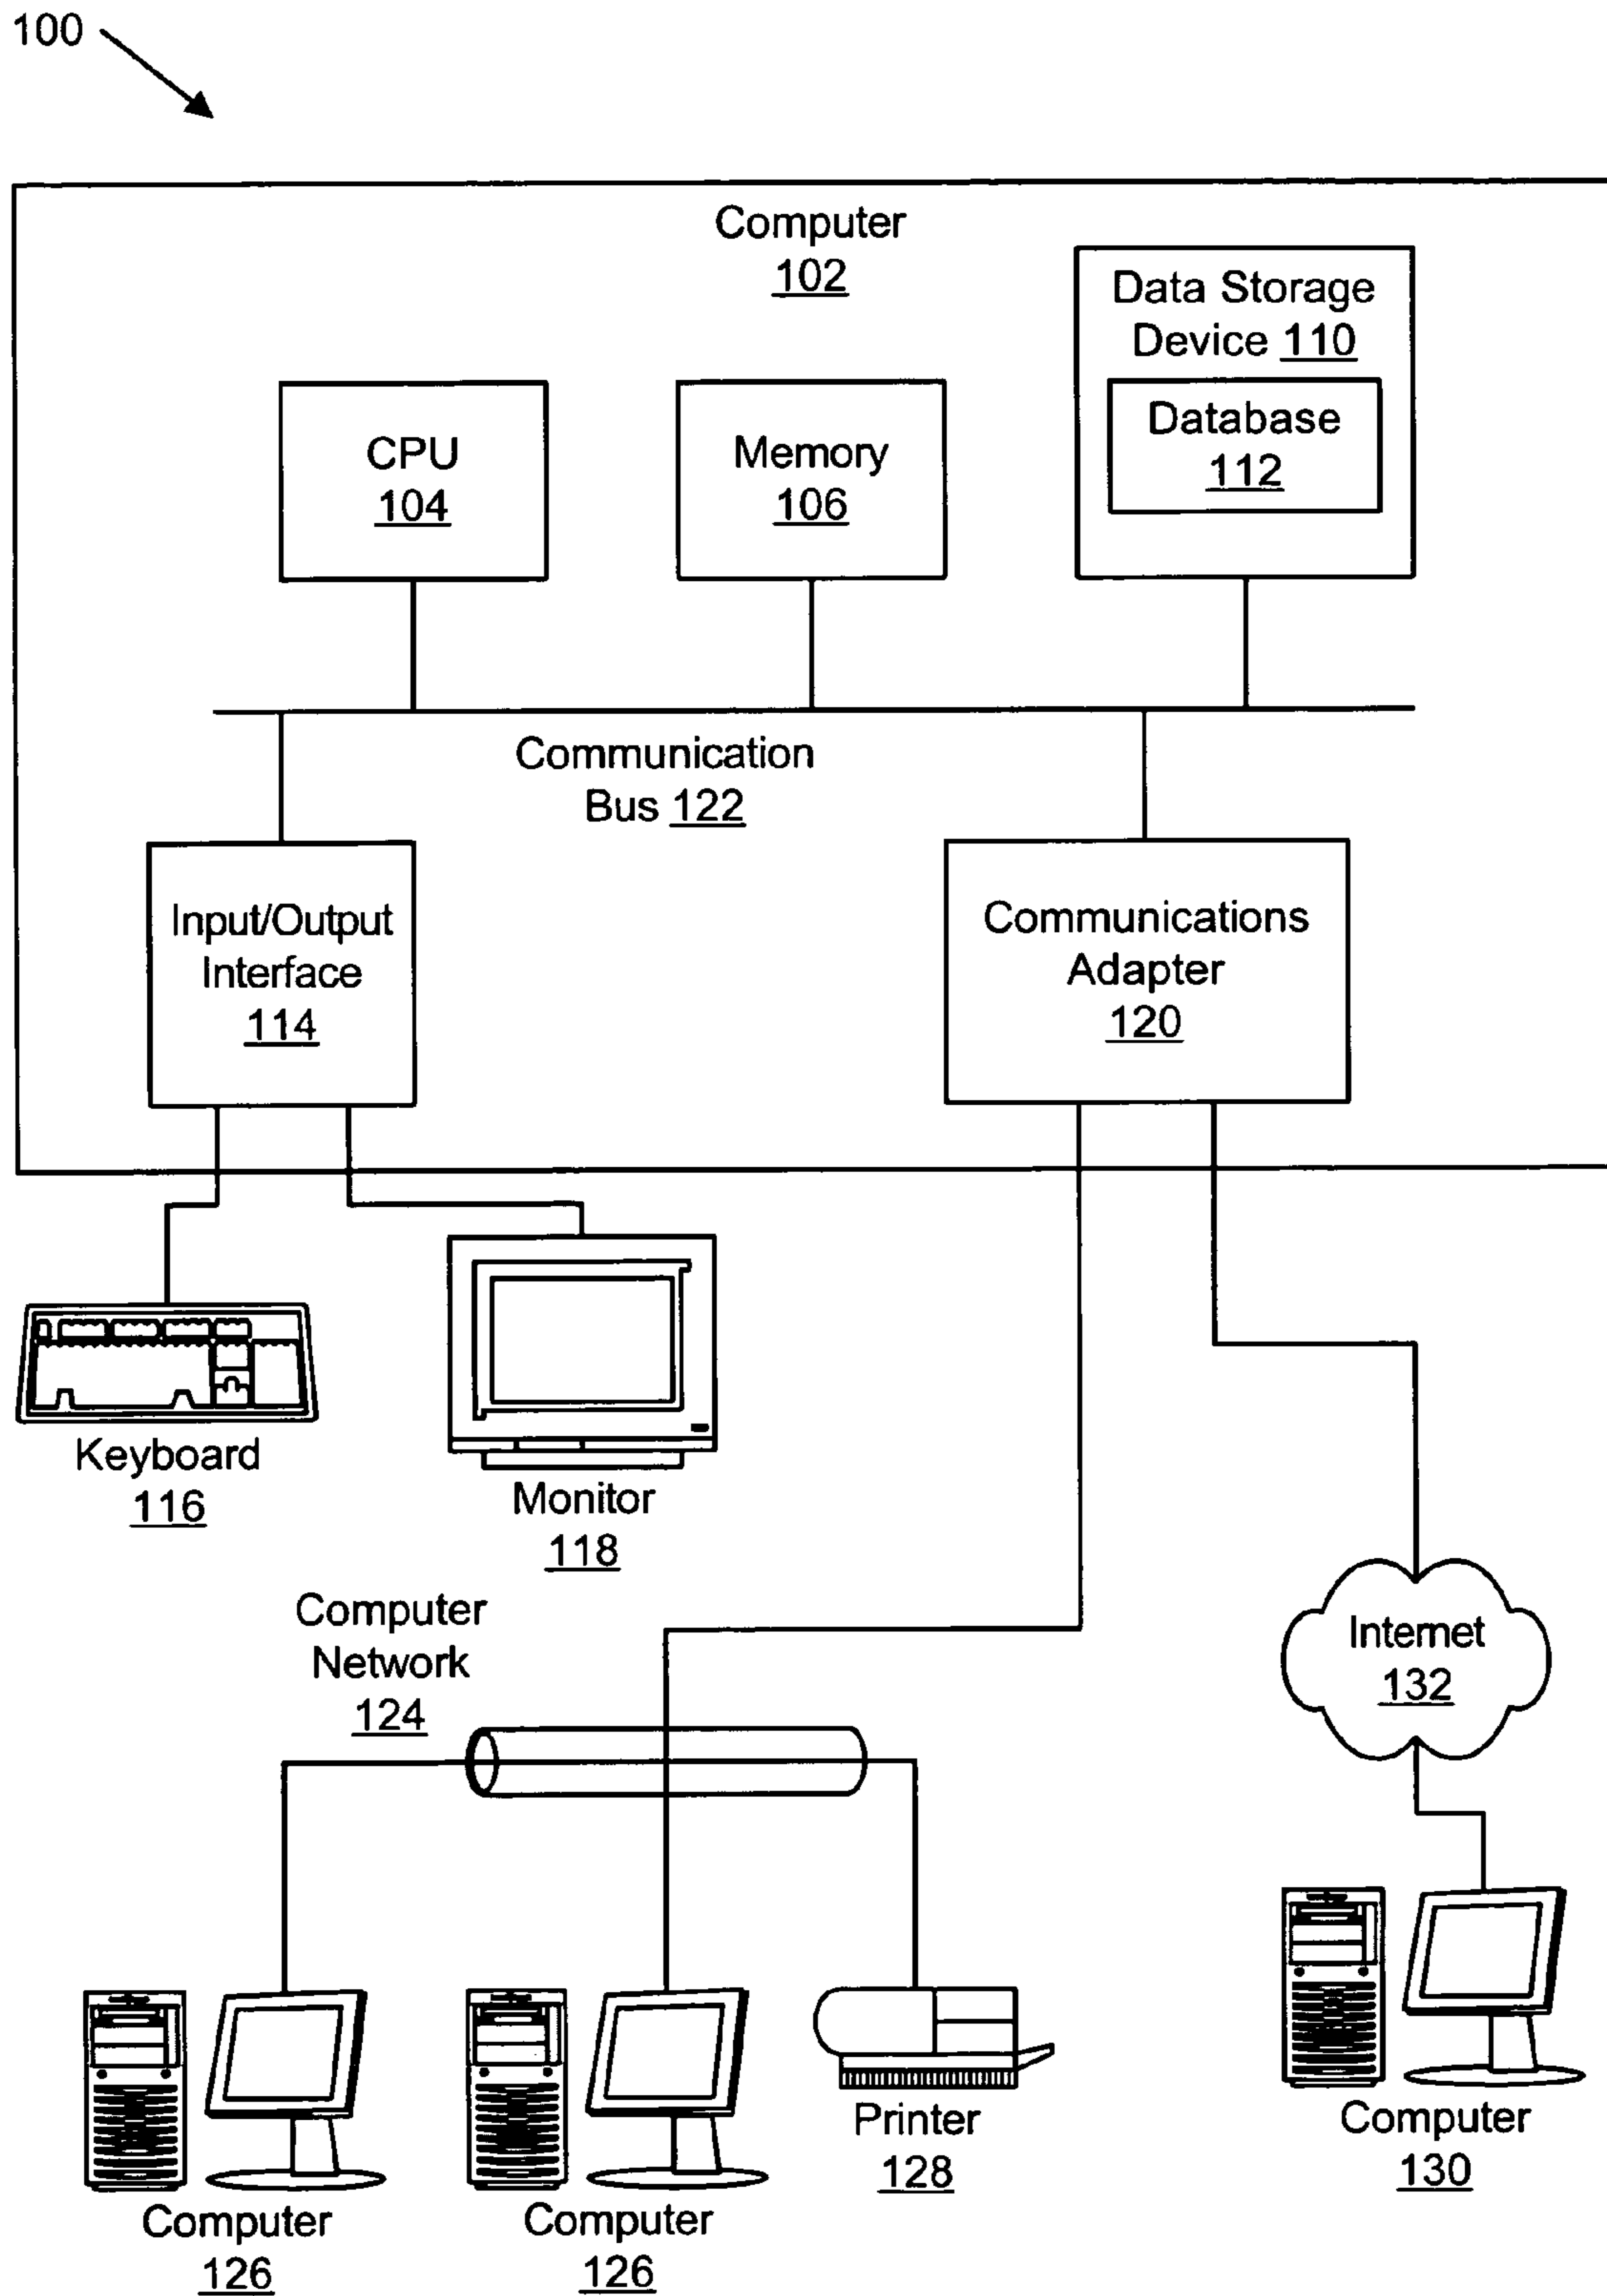 100
Computer
102
Data Storage
Device 110
Database
112
CPU
104
Memory
106
Communication
Bus 122
Input/Output
Interface
114
Communications
Adapter
120
Keyboard
116
Monitor
118
Computer
Network
124
Internet
132
Printer
128
Computer
130
Computer
126
Computer
126